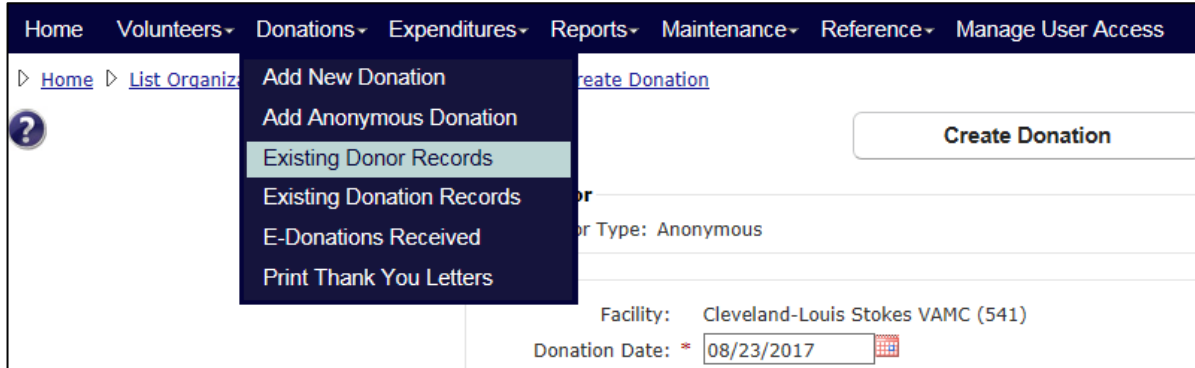 Home Volunteers Donations Expenditures Reports Maintenance Reference Manage User Access
Home List Organiza reate Donation
Add New Donation
Add Anonymous Donation
?
Create Donation
Existing Donor Records
Existing Donation Records
or
E-Donations Received
or Type: Anonymous
Print Thank You Letters
Facility: Cleveland-Louis Stokes VAMC (541)
Donation Date: * 08/23/2017